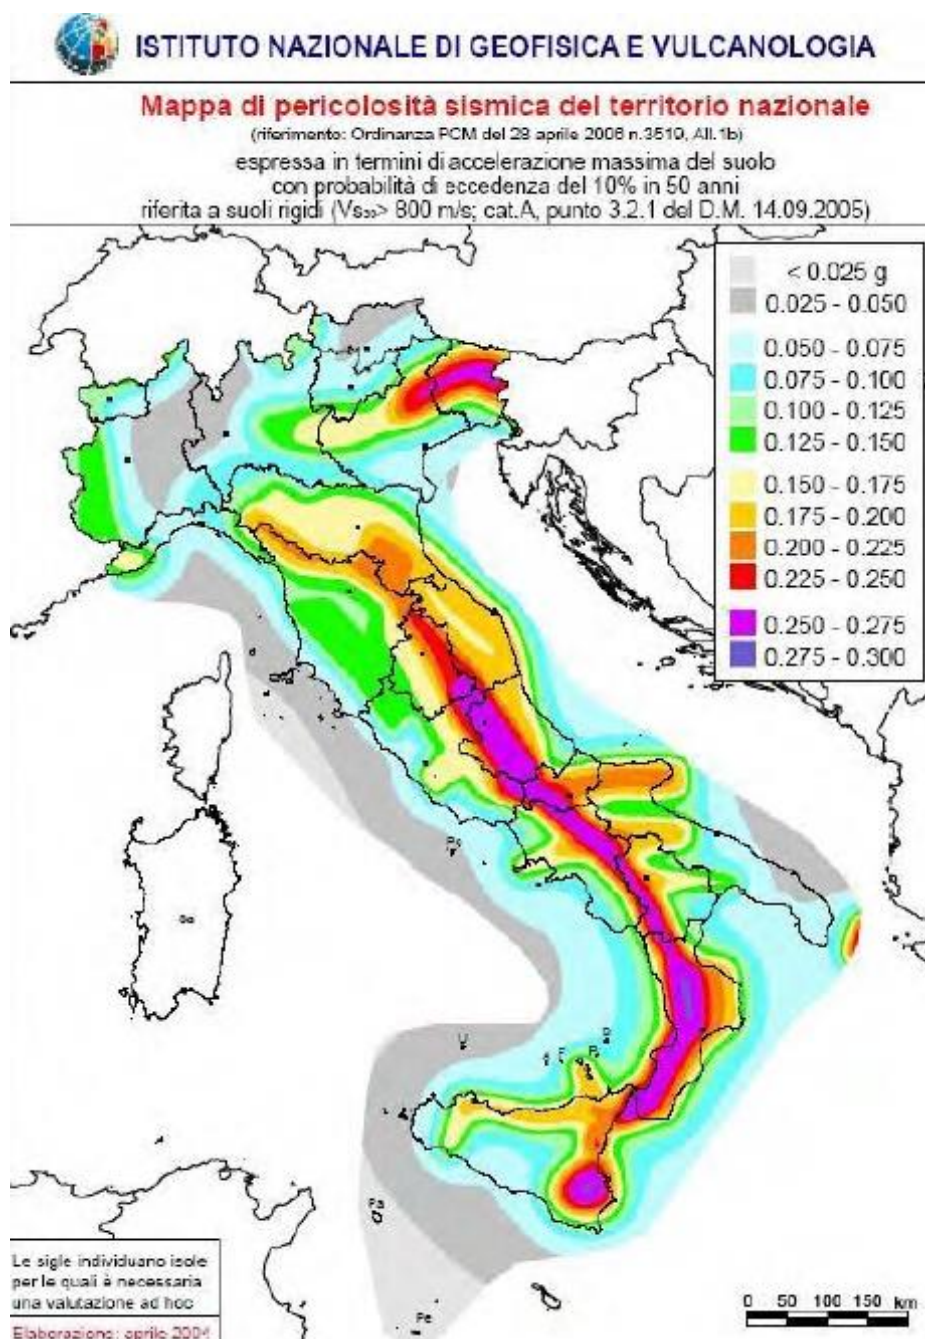 ISTITUTO NAZIONALE DI GEOFISICA E VULCANOLOGIA
Mappa di pericolosità sismica del territorio nazionale
(riferimento: Ordinanza PCM del 28 aprile 2006 n.3519, All.1b)
espressa in termini di accelerazione massima del suolo
con probabilità di eccedenza del 10% in 50 anni
riferita a suoli rigidi (Vs30> 800 m/s; cat.A, punto 3.2.1 del D.M. 14.09.2005)
< 0.025 g
0.025 - 0.050
0.050 - 0.075
0.075 - 0.100
0.100 - 0.125
0.125 - 0.150
0.150 - 0.175
0.175 - 0.200
0.200 - 0.225
0.225 - 0.250
0.250 - 0.275
0.275 - 0.300
Sa
U
Pa
Pe
Le sigle individuano isole
per le quali è necessaria
una valutazione ad hoc
Elaborazione: aprile 2004
0 50 100 150 km